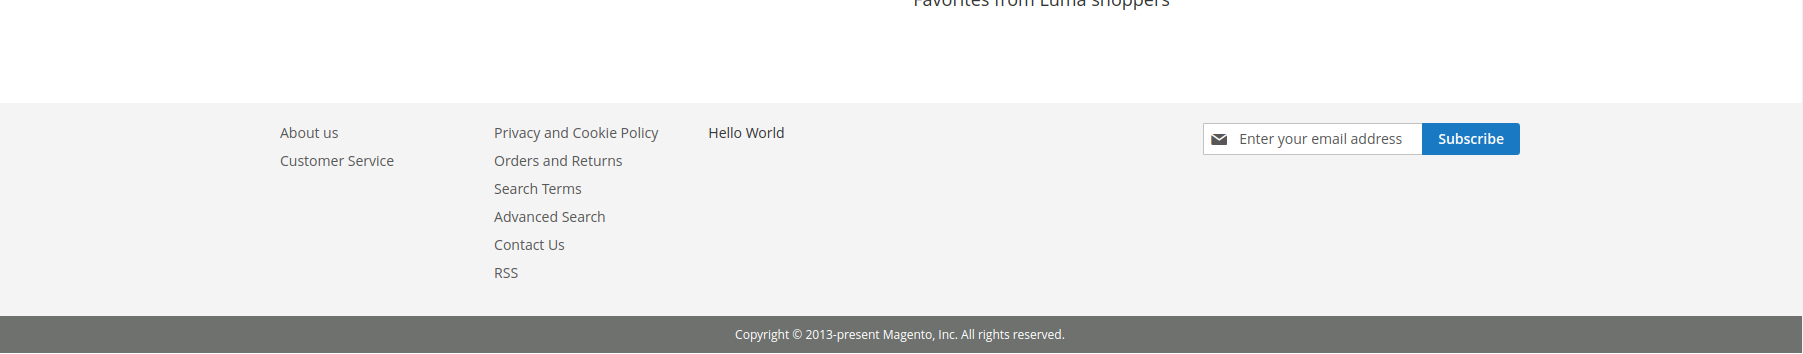 Favorites from Luma shoppers
About us
Customer Service
Privacy and Cookie Policy
Orders and Returns
Search Terms
Advanced Search
Contact Us
RSS
Hello World
Enter your email address
Subscribe
Copyright © 2013-present Magento, Inc. All rights reserved.